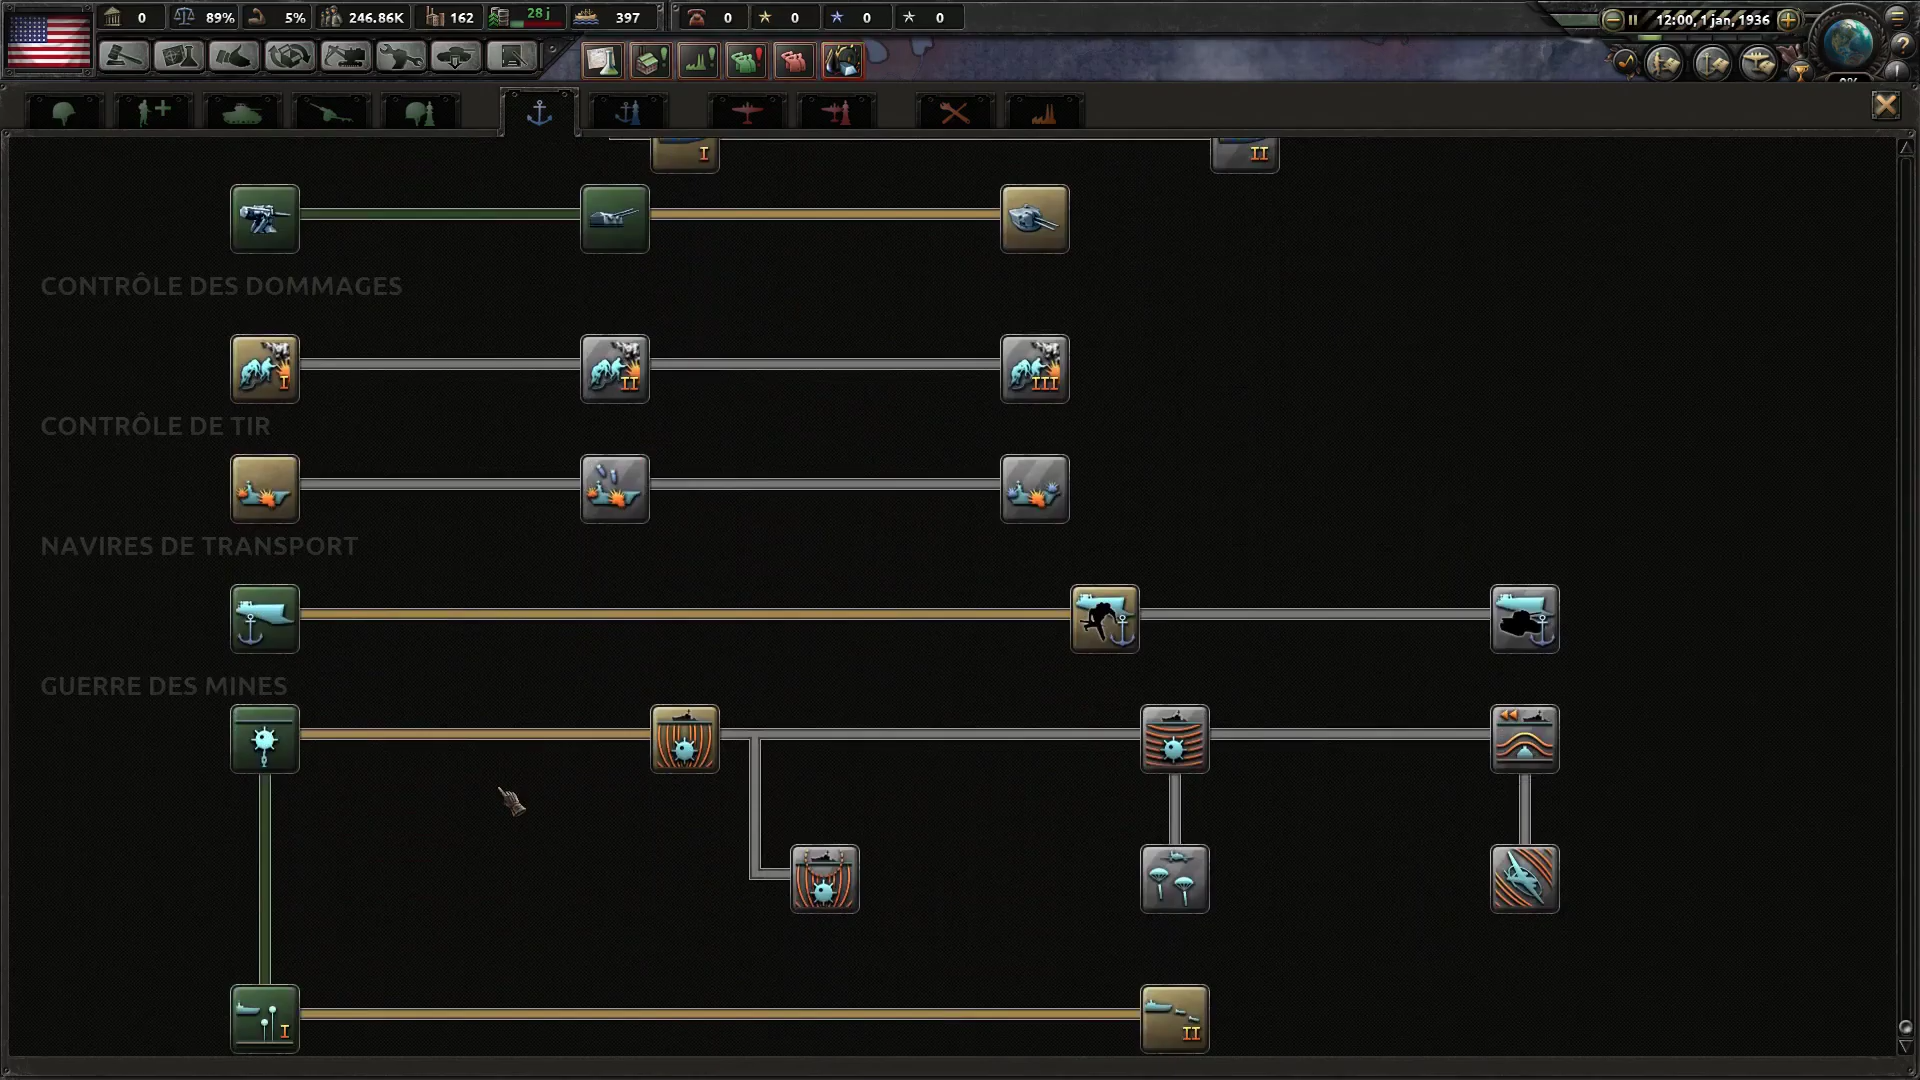 0 89% 5% 246.86K 162 28 j 397 0 0 0 0 12:00, 1 jan, 1936
I II
CONTRÔLE DES DOMMAGES
I II III
CONTRÔLE DE TIR
NAVIRES DE TRANSPORT
GUERRE DES MINES
I II